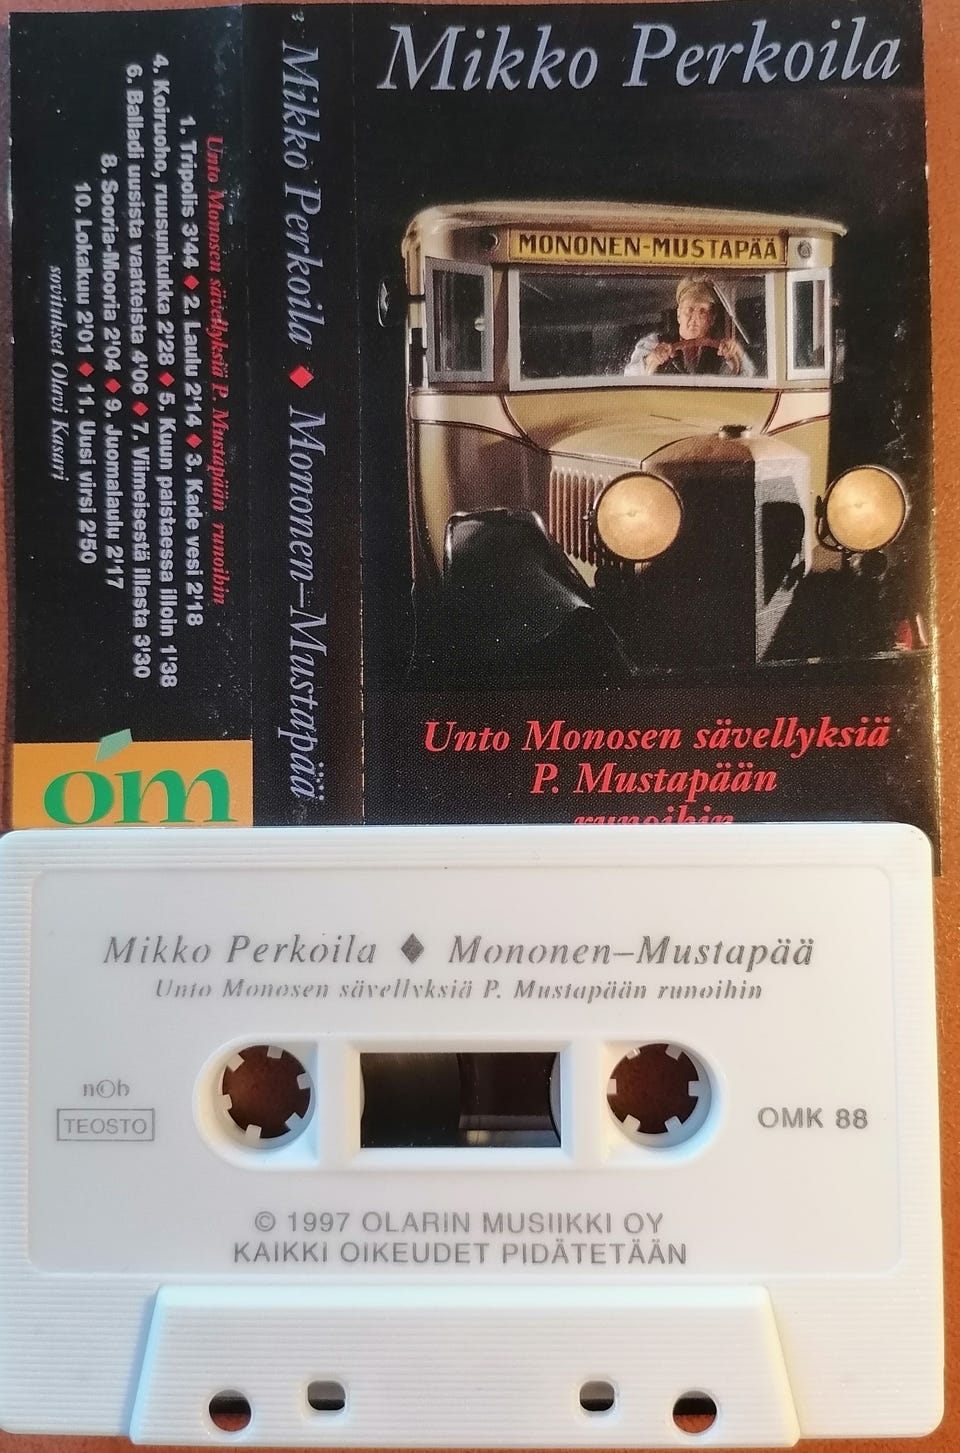 Mikko Perkoila
MONONEN-MUSTAPÄÄ
Unto Monosen sävellyksiä
P. Mustapään
runoihin
Mikko Perkoila ♦ Mononen–Mustapää
Unto Monosen sävellyksiä P. Mustapään runoihin
1. Tripolis 3'44 ♦ 2. Laulu 2'14 ♦ 3. Kade vesi 2'18
4. Koiruoho, ruusunkukka 2'28 ♦ 5. Kuun paistaessa illoin 1'38
6. Balladi uusista vaatteista 4'06 ♦ 7. Viimeisestä illasta 3'30
8. Sooria-Mooria 2'04 ♦ 9. Juomalaulu 2'17
10. Lokakuu 2'01 ♦ 11. Uusi virsi 2'50
sovitukset Olavi Kasari
óm
Mikko Perkoila ♦ Mononen–Mustapää
Unto Monosen sävellyksiä P. Mustapään runoihin
ncb
TEOSTO
OMK 88
© 1997 OLARIN MUSIIKKI OY
KAIKKI OIKEUDET PIDÄTETÄÄN